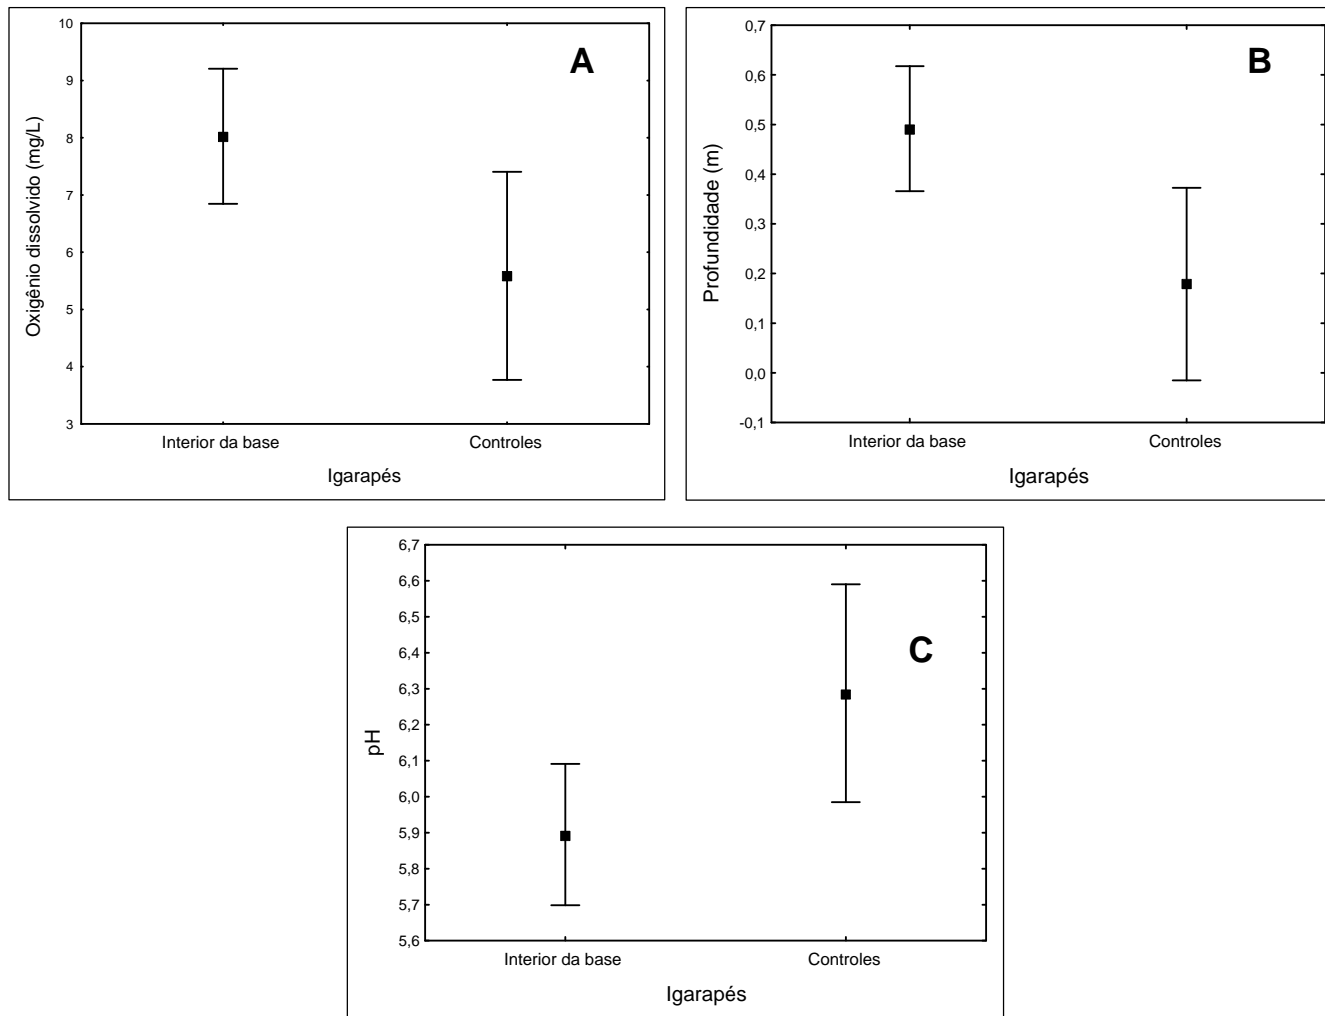 A
Oxigênio dissolvido (mg/L)
10
9
8
7
6
5
4
3
Interior da base Controles
Igarapés
B
Profundidade (m)
0,7
0,6
0,5
0,4
0,3
0,2
0,1
0,0
-0,1
Interior da base Controles
Igarapés
C
pH
6,7
6,6
6,5
6,4
6,3
6,2
6,1
6,0
5,9
5,8
5,7
5,6
Interior da base Controles
Igarapés